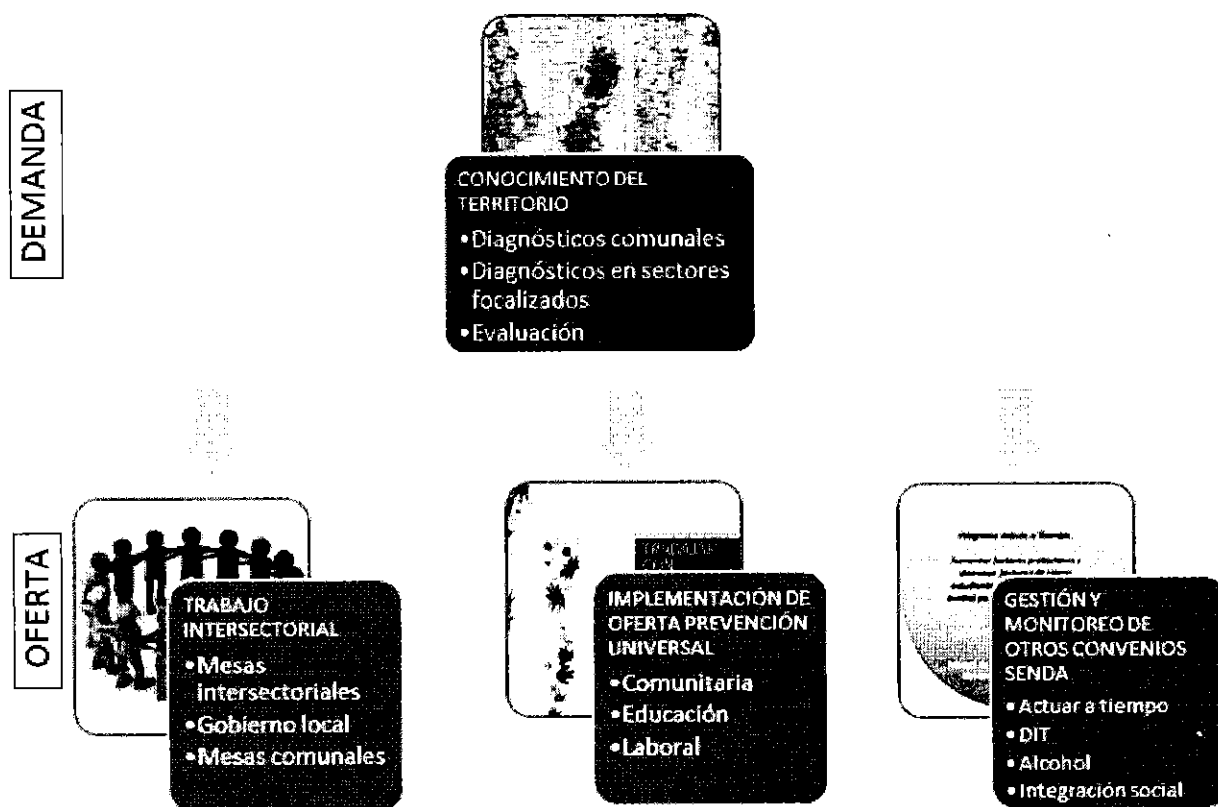 DEMANDA
CONOCIMIENTO DEL
TERRITORIO
•Diagnósticos comunales
•Diagnósticos en sectores
focalizados
•Evaluación
OFERTA
TRABAJO
INTERSECTORIAL
•Mesas
intersectoriales
•Gobierno local
•Mesas comunales
IMPLEMENTACIÓN DE
OFERTA PREVENCIÓN
UNIVERSAL
•Comunitaria
•Educación
•Laboral
GESTIÓN Y
MONITOREO DE
OTROS CONVENIOS
SENDA
•Actuar a tiempo
•DIT
•Alcohol
•Integración social